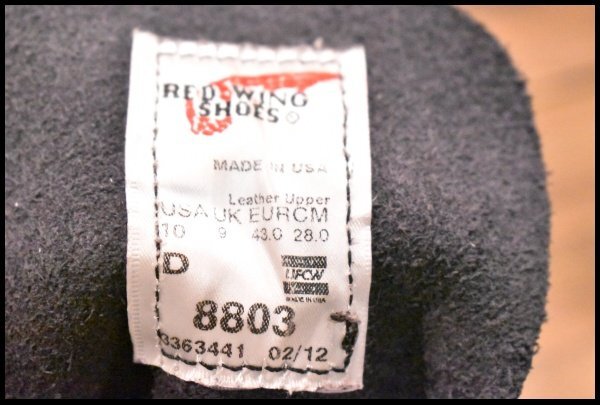 RED WING
SHOES ©
MADE IN USA
Leather Upper
USA UK EUR CM
10 9 43.0 28.0
D
UFCW
MADE IN USA
8803
3363441 02/12